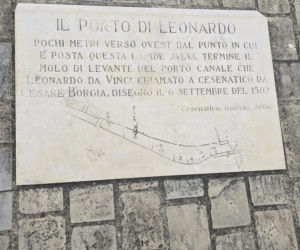 IL PORTO DI LEONARDO
POCHI METRI VERSO OVEST DAL PUNTO IN CUI
È POSTA QUESTA LAPIDE AVEVA TERMINE IL
MOLO DI LEVANTE DEL PORTO CANALE CHE
LEONARDO DA VINCI CHIAMATO A CESENATICO DA
CESARE BORGIA, DISEGNÒ IL 6 SETTEMBRE DEL 1502
Cesenatico, maggio, 2006